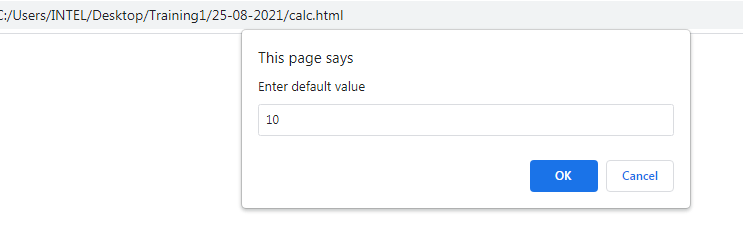 C:/Users/INTEL/Desktop/Training1/25-08-2021/calc.html
This page says
Enter default value
10
OK
Cancel